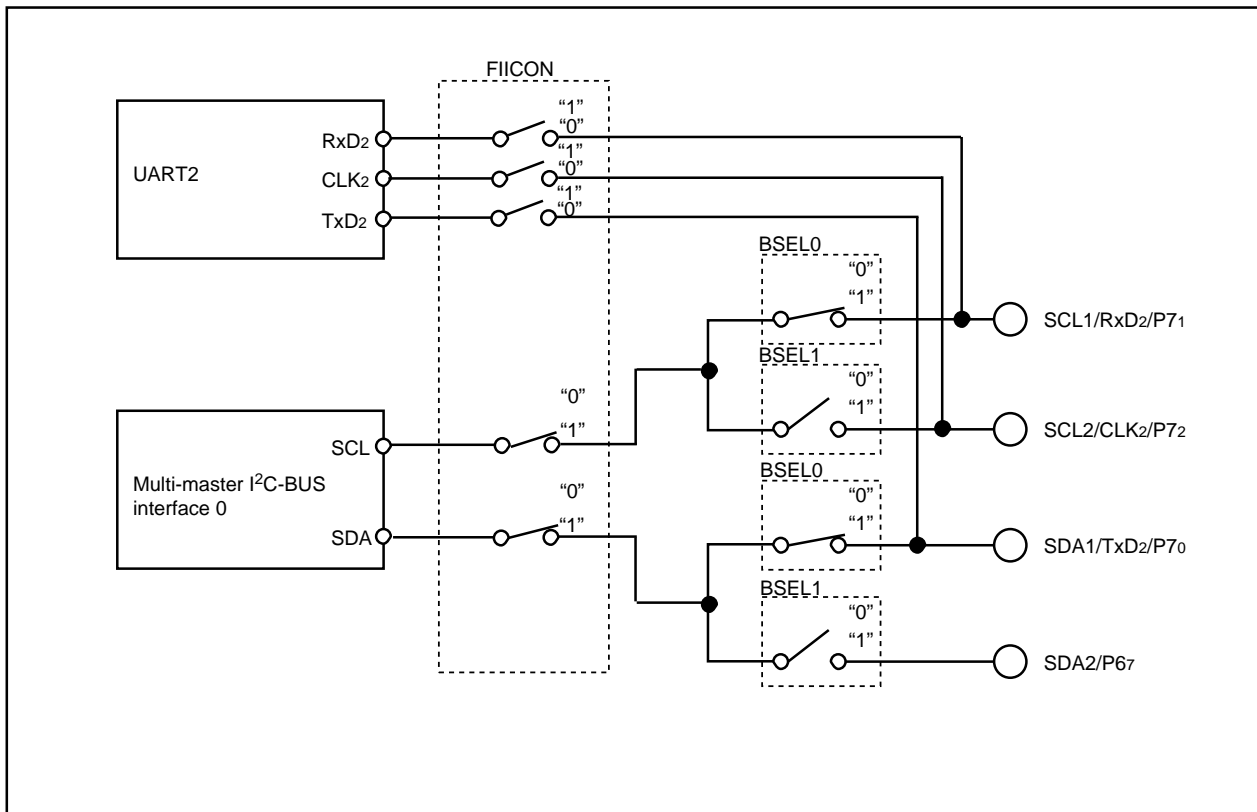 FIICON
UART2
RxD2
CLK2
TxD2
“1”
“0”
“1”
“0”
“1”
“0”
BSEL0
“0”
“1”
SCL1/RxD2/P71
BSEL1
“0”
“1”
SCL2/CLK2/P72
Multi-master I²C-BUS
interface 0
SCL
SDA
“0”
“1”
“0”
“1”
BSEL0
“0”
“1”
SDA1/TxD2/P70
BSEL1
“0”
“1”
SDA2/P67